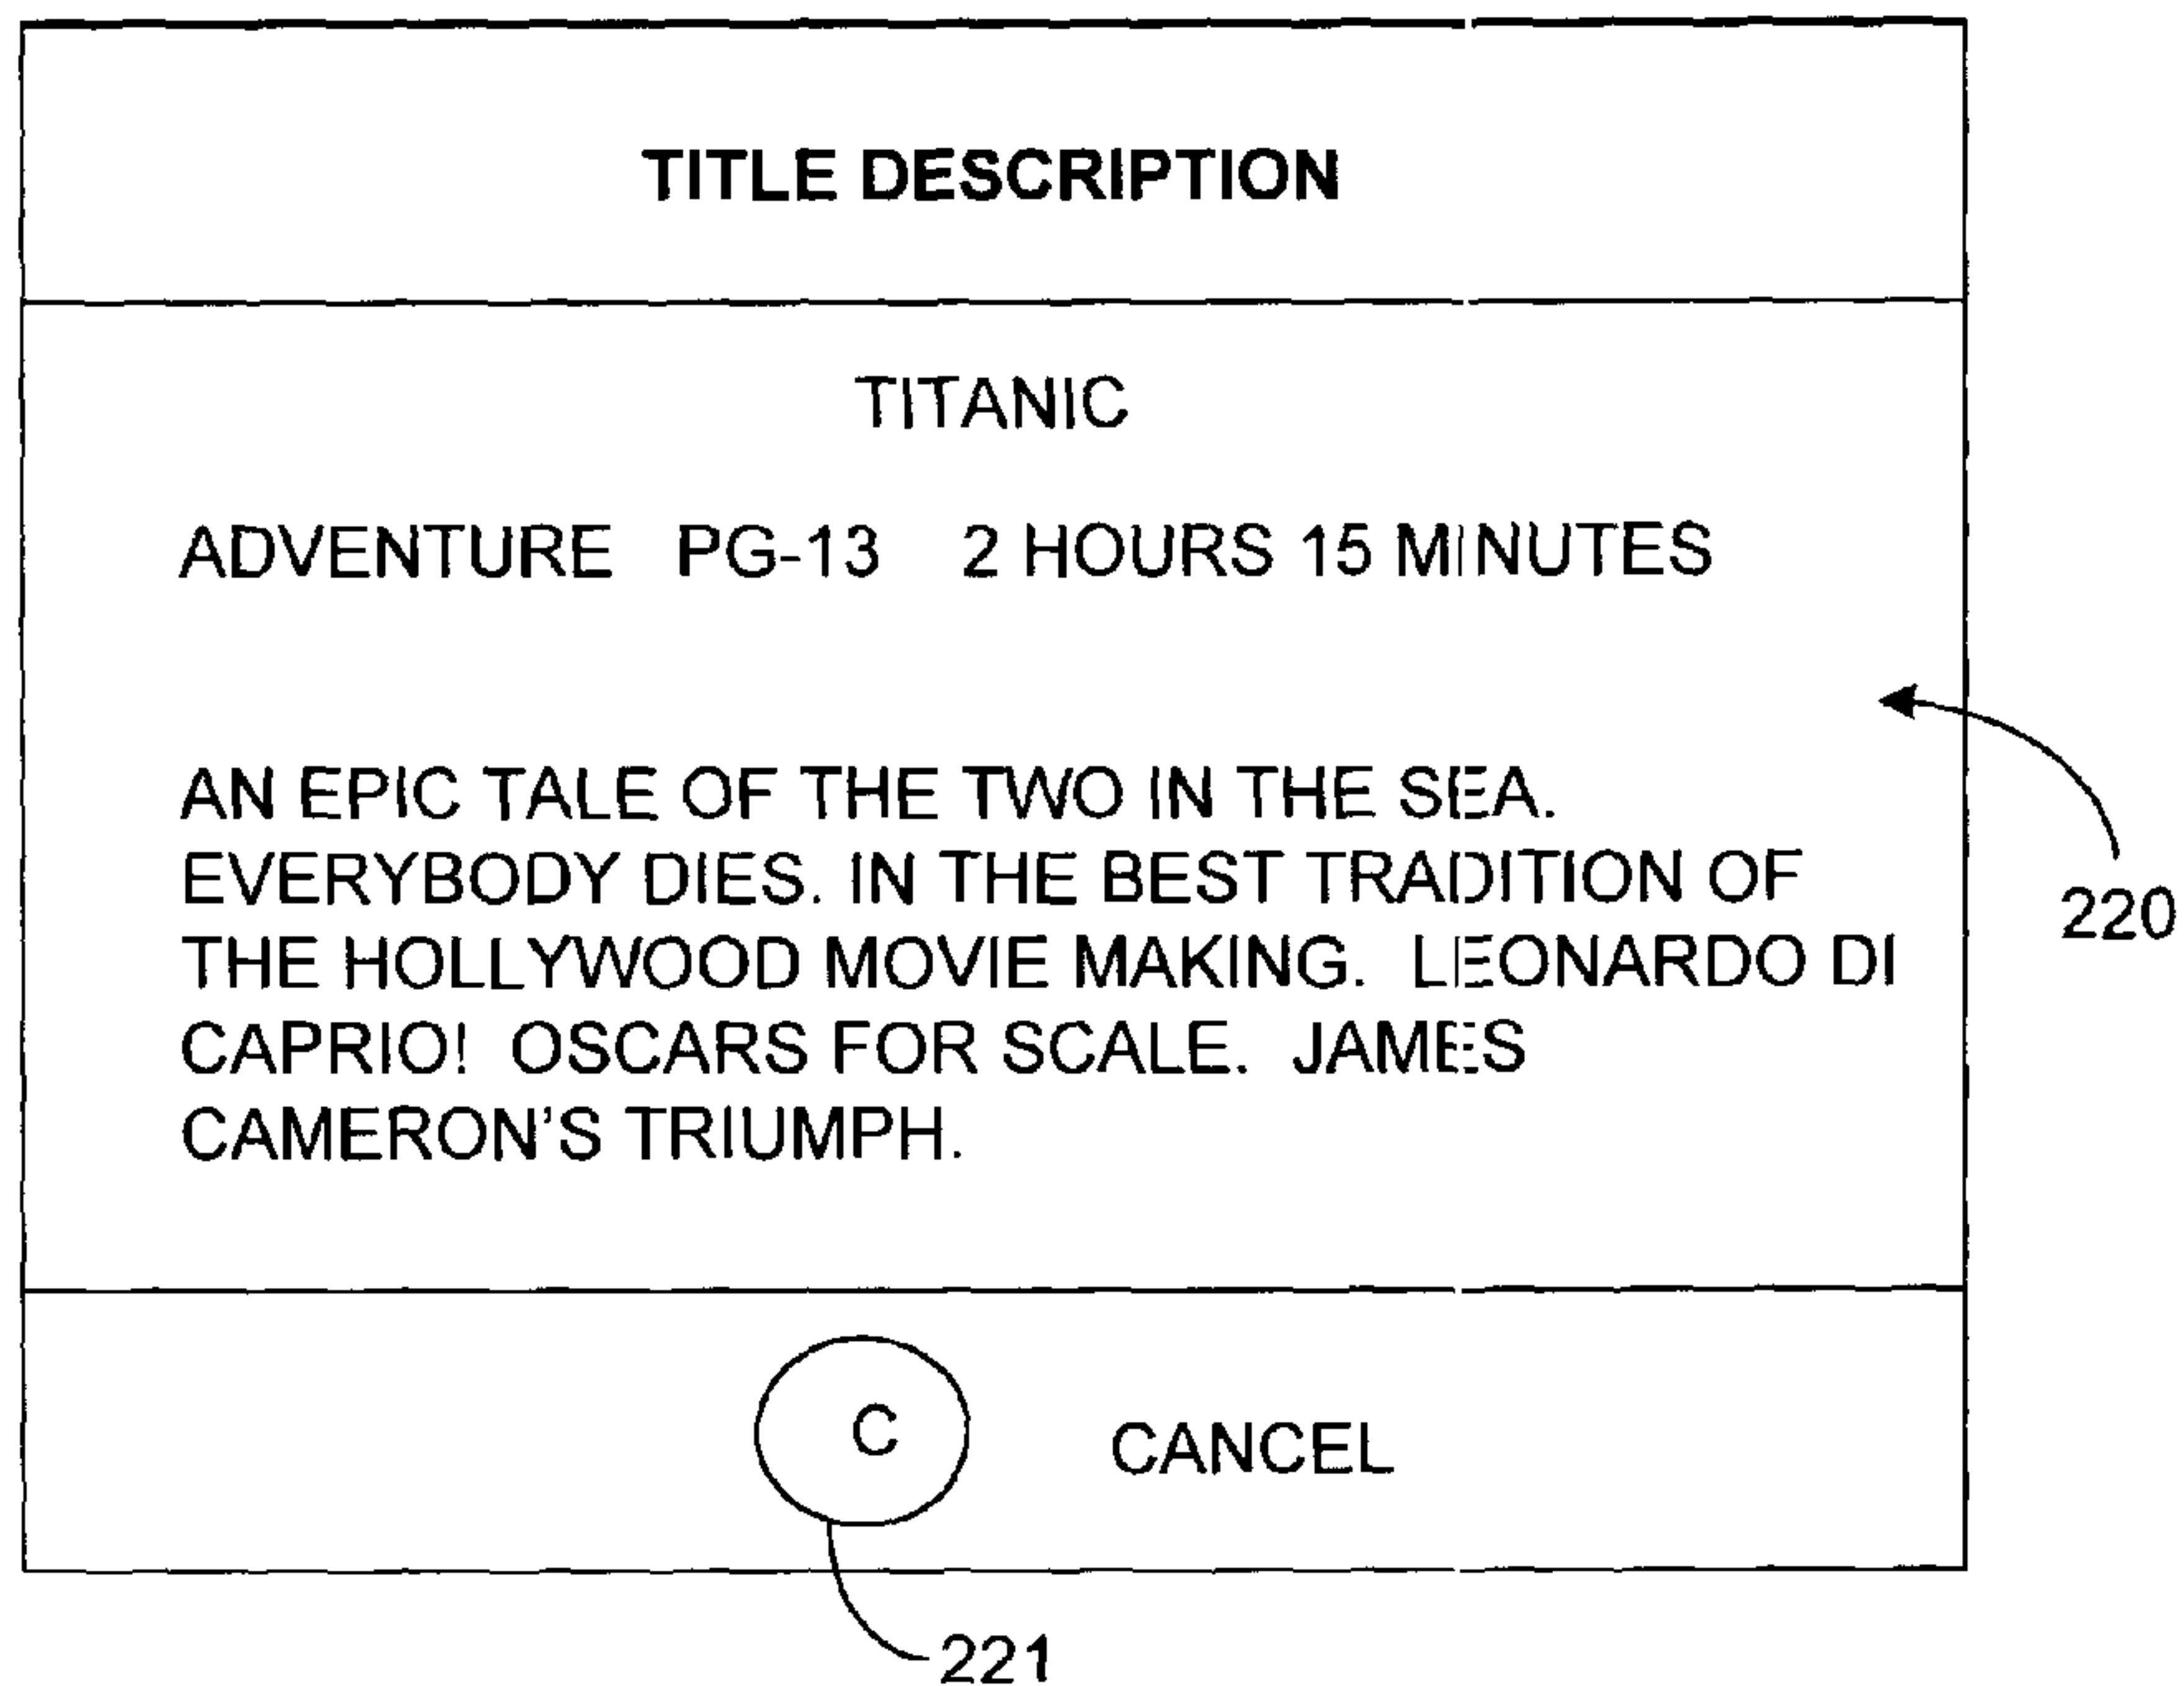 TITLE DESCRIPTION
TITANIC
ADVENTURE PG-13 2 HOURS 15 MINUTES
AN EPIC TALE OF THE TWO IN THE SEA.
EVERYBODY DIES. IN THE BEST TRADITION OF
THE HOLLYWOOD MOVIE MAKING. LEONARDO DI
CAPRIO! OSCARS FOR SCALE. JAMES
CAMERON'S TRIUMPH.
220
C CANCEL
221